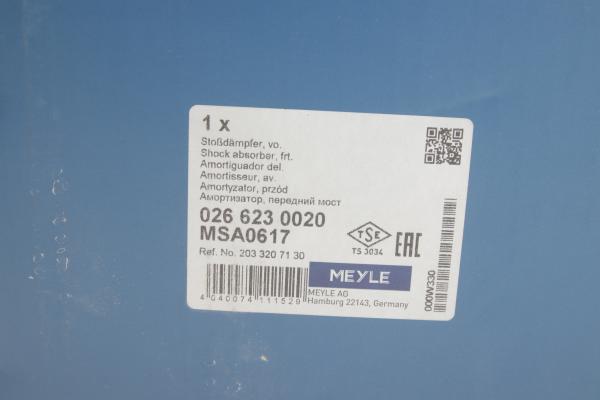 1 x
Stoßdämpfer, vo.
Shock absorber, frt.
Amortiguador del.
Amortisseur, av.
Amortyzator, przód
Амортизатор, передний мост
026 623 0020
MSA0617
Ref. No. 203 320 71 30
TSE
TS 3034
EAC
MEYLE
MEYLE AG
Hamburg 22143, Germany
4 040074 111529
000W330